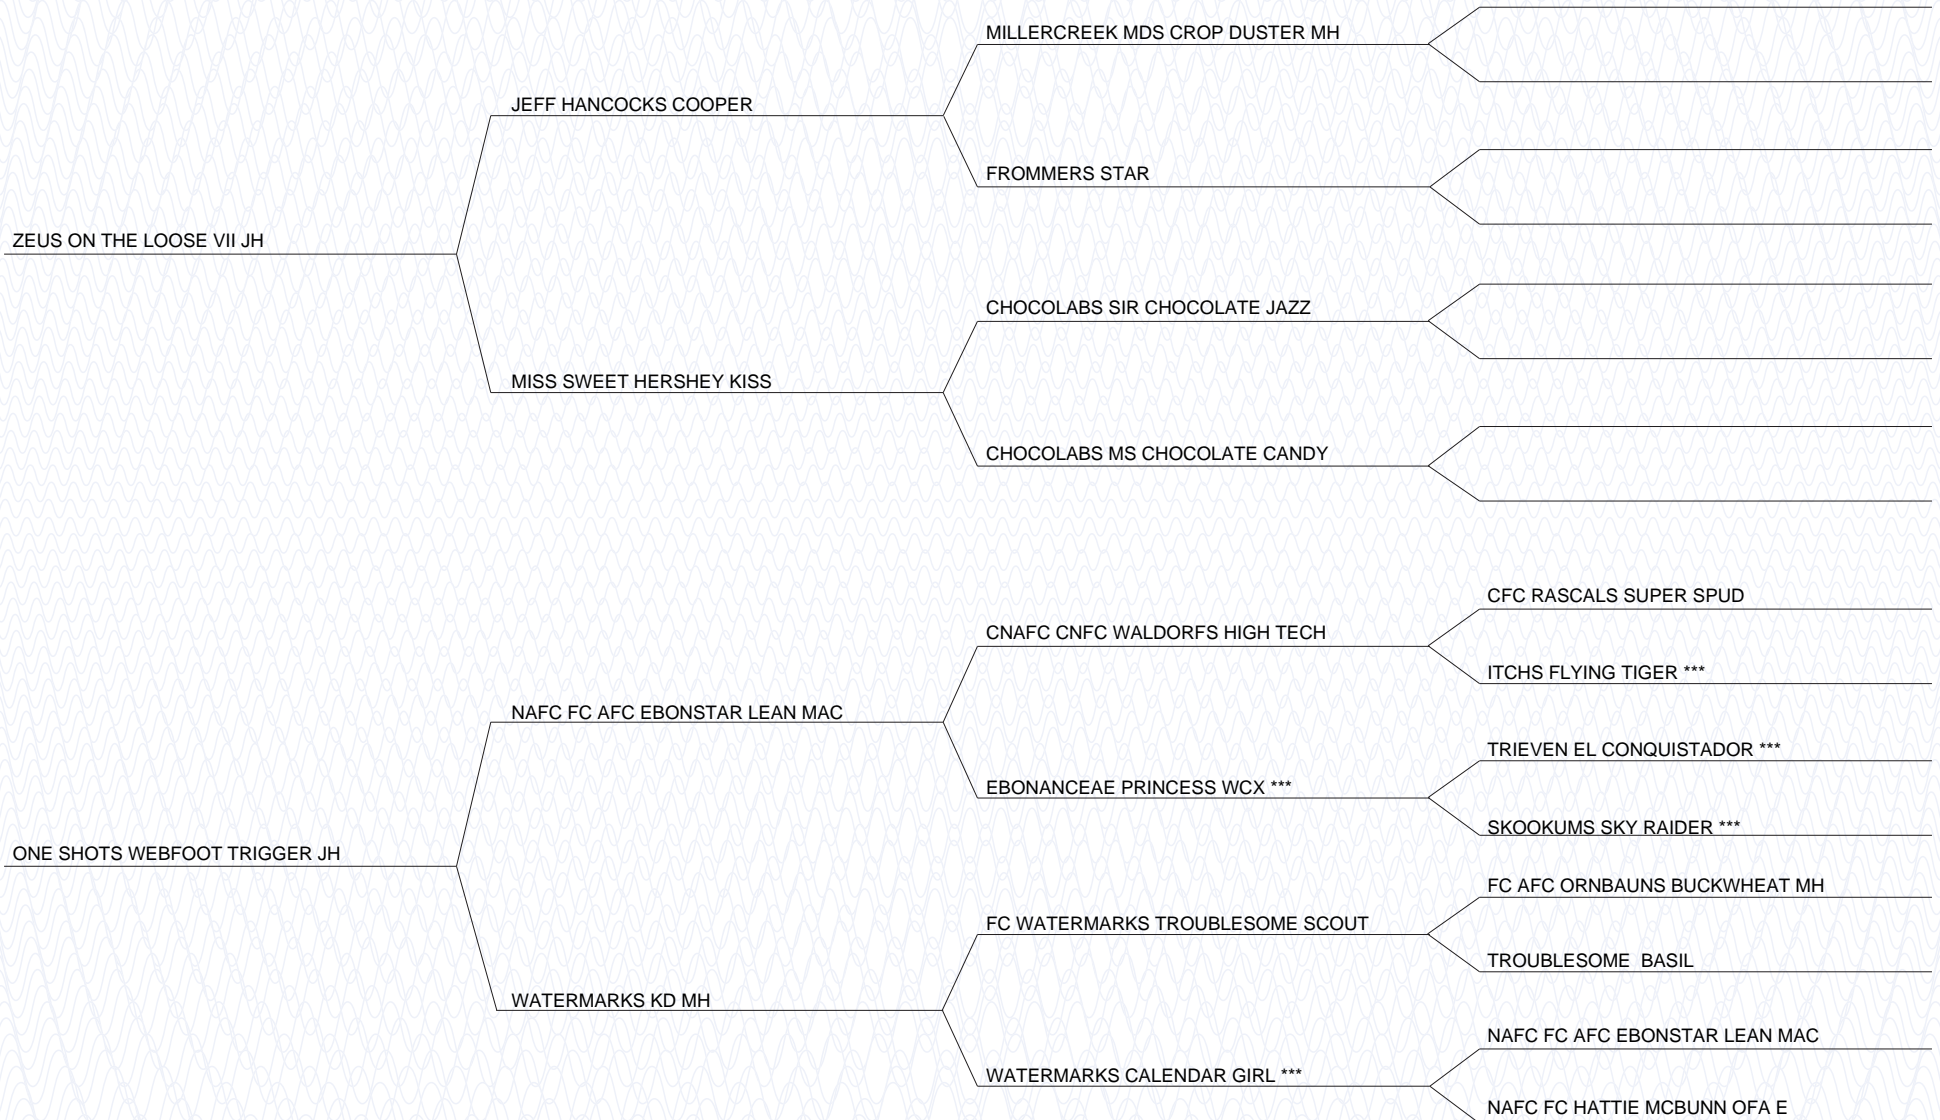 MILLERCREEK MDS CROP DUSTER MH
JEFF HANCOCKS COOPER
FROMMERS STAR
ZEUS ON THE LOOSE VII JH
CHOCOLABS SIR CHOCOLATE JAZZ
MISS SWEET HERSHEY KISS
CHOCOLABS MS CHOCOLATE CANDY
CFC RASCALS SUPER SPUD
CNAFC CNFC WALDORFS HIGH TECH
ITCHS FLYING TIGER ***
NAFC FC AFC EBONSTAR LEAN MAC
TRIEVEN EL CONQUISTADOR ***
EBONANCEAE PRINCESS WCX ***
SKOOKUMS SKY RAIDER ***
ONE SHOTS WEBFOOT TRIGGER JH
FC AFC ORNBAUNS BUCKWHEAT MH
FC WATERMARKS TROUBLESOME SCOUT
TROUBLESOME  BASIL
WATERMARKS KD MH
NAFC FC AFC EBONSTAR LEAN MAC
WATERMARKS CALENDAR GIRL ***
NAFC FC HATTIE MCBUNN OFA E